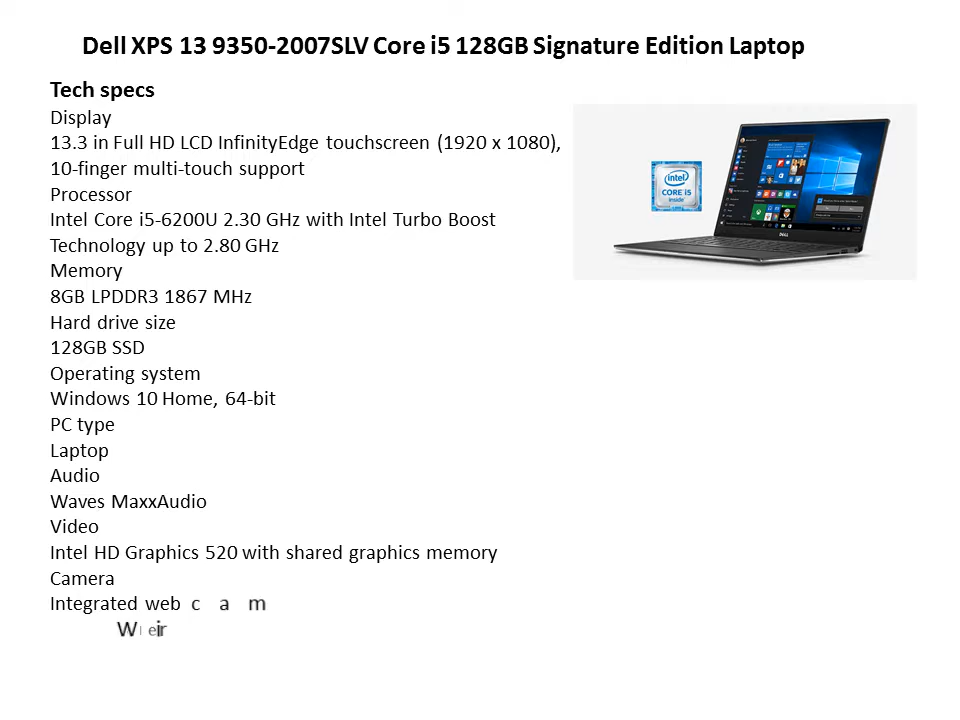 Dell XPS 13 9350-2007SLV Core i5 128GB Signature Edition Laptop
Tech specs
Display
13.3 in Full HD LCD InfinityEdge touchscreen (1920 x 1080),
10-finger multi-touch support
Processor
Intel Core i5-6200U 2.30 GHz with Intel Turbo Boost
Technology up to 2.80 GHz
Memory
8GB LPDDR3 1867 MHz
Hard drive size
128GB SSD
Operating system
Windows 10 Home, 64-bit
PC type
Laptop
Audio
Waves MaxxAudio
Video
Intel HD Graphics 520 with shared graphics memory
Camera
Integrated web c a m
intel
CORE i5
inside
DELL